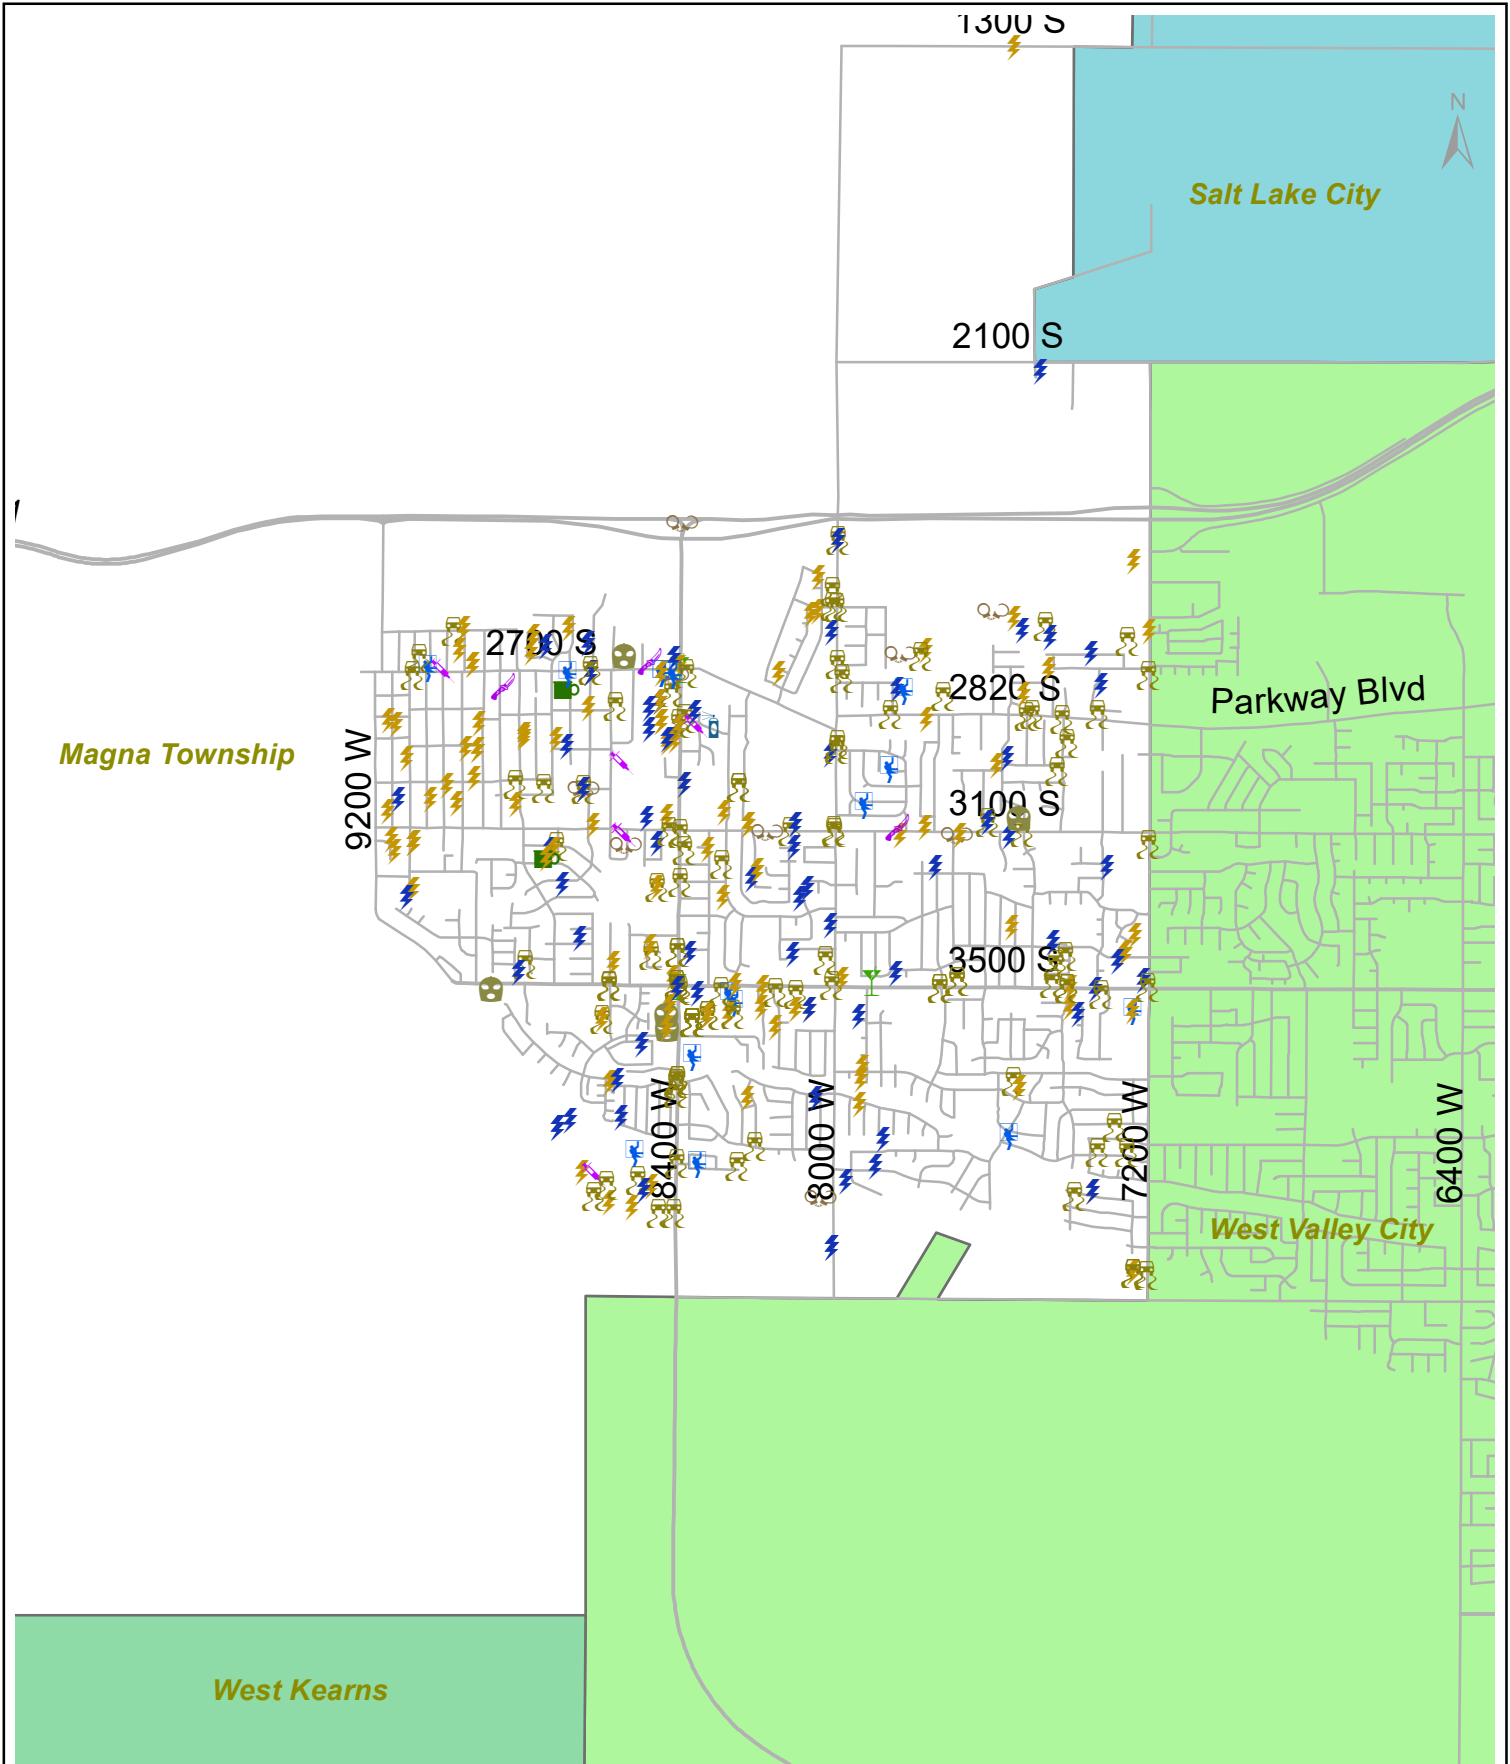 1300 S
N
Salt Lake City
2100 S
2700 S
2820 S
Parkway Blvd
Magna Township
9200 W
3100 S
3500 S
8400 W
8000 W
7200 W
6400 W
West Valley City
West Kearns